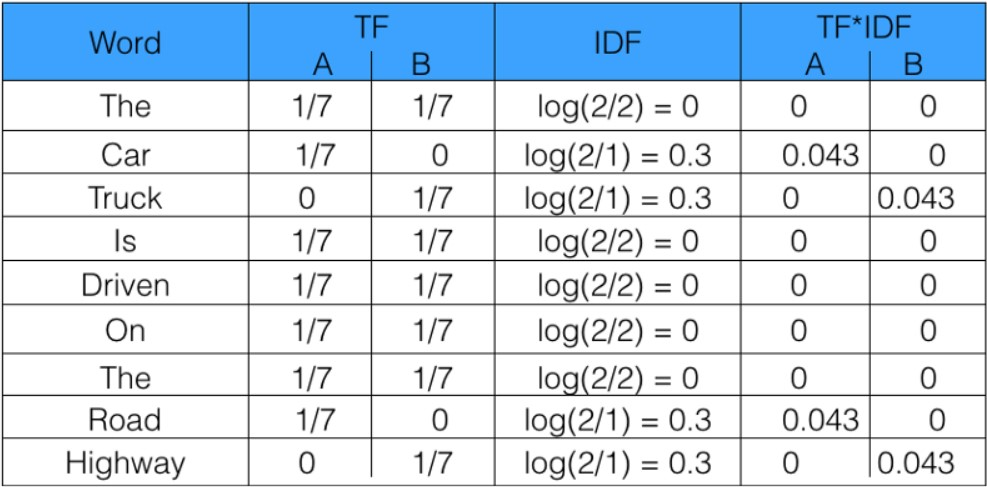 Word TF IDF TF*IDF
A B A B
The 1/7 1/7 log(2/2) = 0 0 0
Car 1/7 0 log(2/1) = 0.3 0.043 0
Truck 0 1/7 log(2/1) = 0.3 0 0.043
Is 1/7 1/7 log(2/2) = 0 0 0
Driven 1/7 1/7 log(2/2) = 0 0 0
On 1/7 1/7 log(2/2) = 0 0 0
The 1/7 1/7 log(2/2) = 0 0 0
Road 1/7 0 log(2/1) = 0.3 0.043 0
Highway 0 1/7 log(2/1) = 0.3 0 0.043